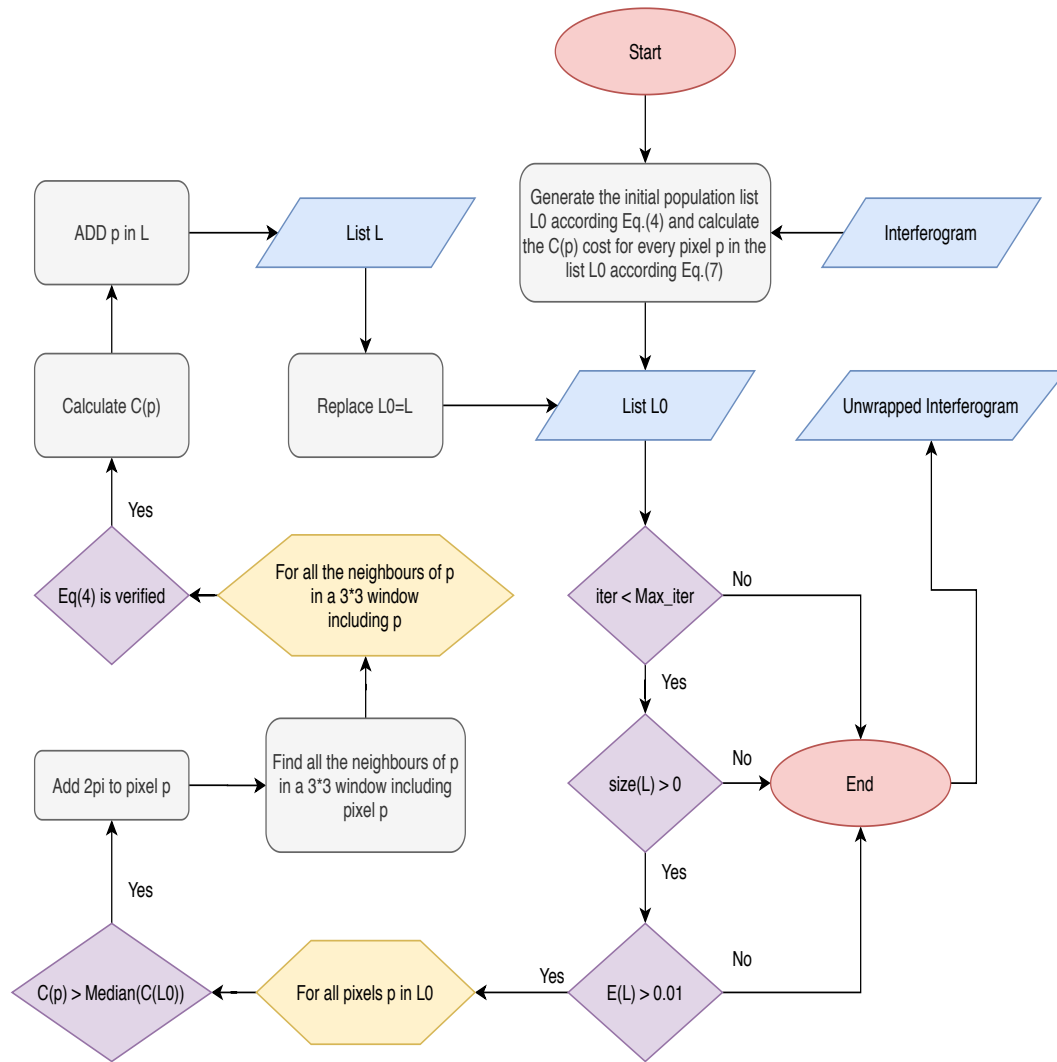 Start
Generate the initial population list
L0 according Eq.(4) and calculate
the C(p) cost for every pixel p in the
list L0 according Eq.(7)
Interferogram
ADD p in L
List L
Calculate C(p)
Replace L0=L
List L0
Unwrapped Interferogram
Yes
Eq(4) is verified
For all the neighbours of p
in a 3*3 window
including p
iter < Max_iter
No
Yes
Add 2pi to pixel p
Find all the neighbours of p
in a 3*3 window including
pixel p
size(L) > 0
No
End
Yes
Yes
C(p) > Median(C(L0))
For all pixels p in L0
Yes
E(L) > 0.01
No